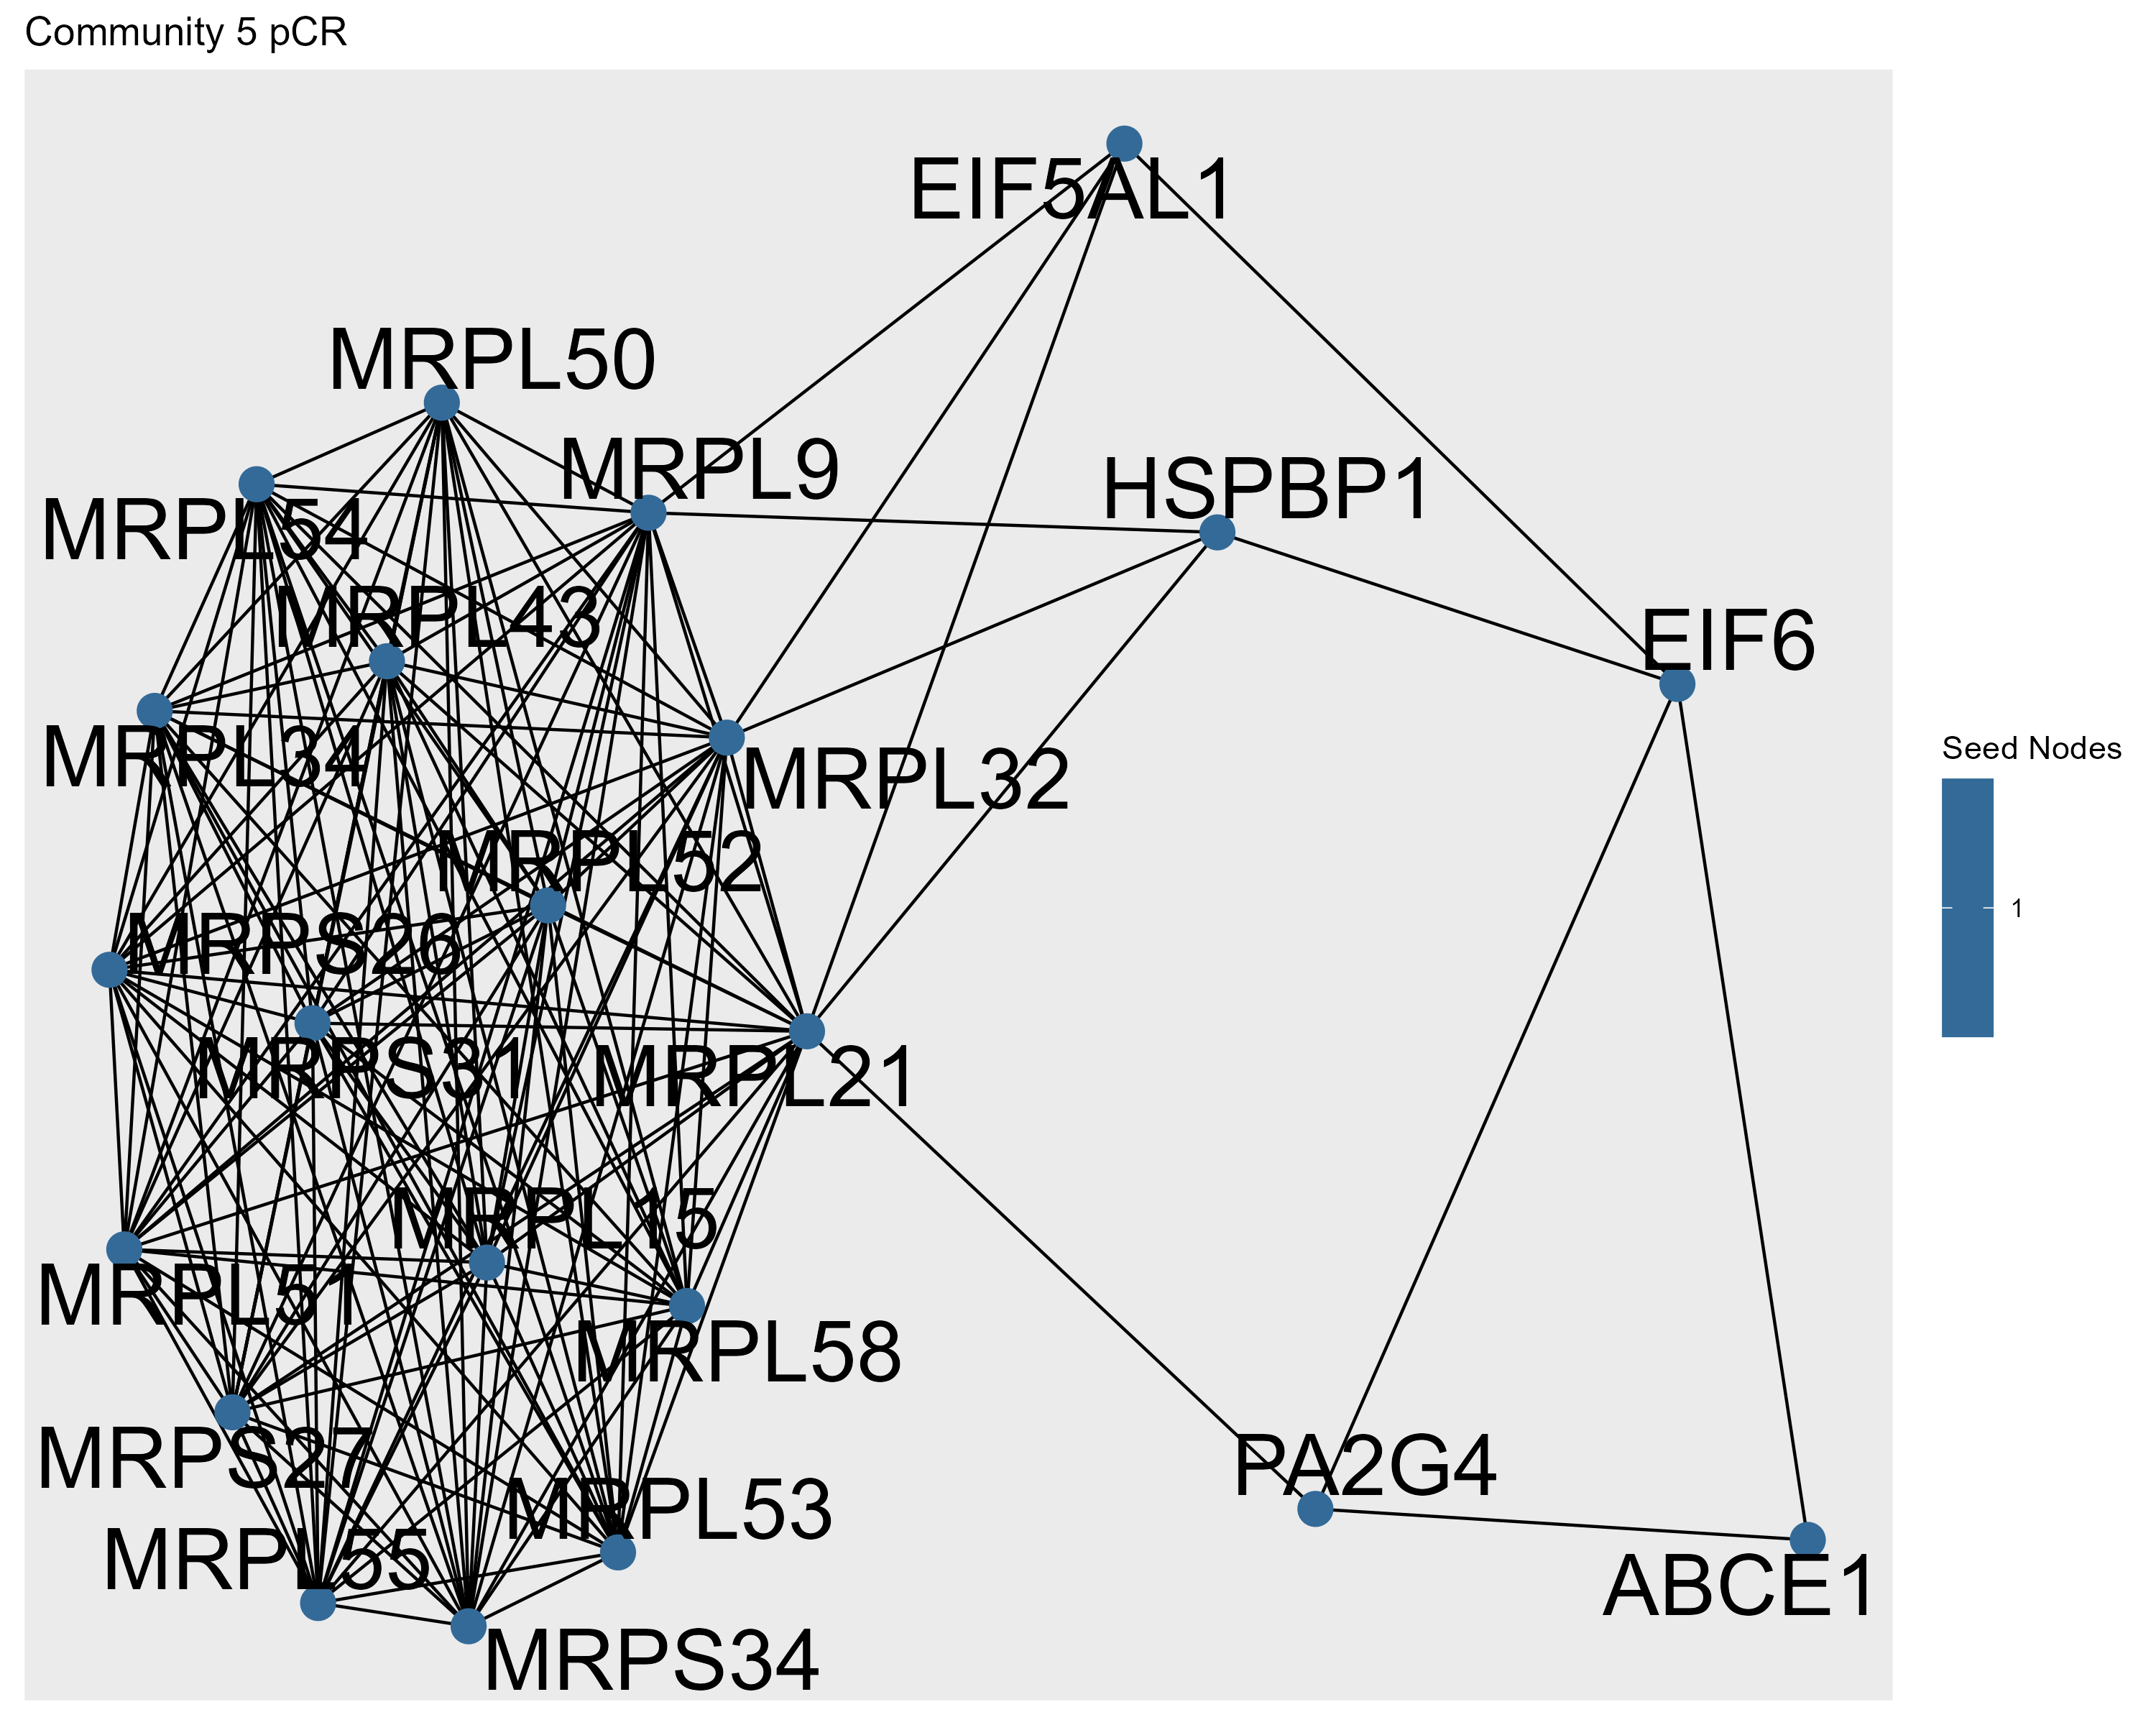 Community 5 pCR
EIF5AL1
MRPL50
MRPL9
HSPBP1
MRPL54
MRPL43
EIF6
MRPL34
MRPL32
Seed Nodes
MRPL52
1
MRPS26
MRPS31
MRPL21
MRPL15
MRPL51
MRPL58
MRPS27
PA2G4
MRPL53
MRPL55
ABCE1
MRPS34